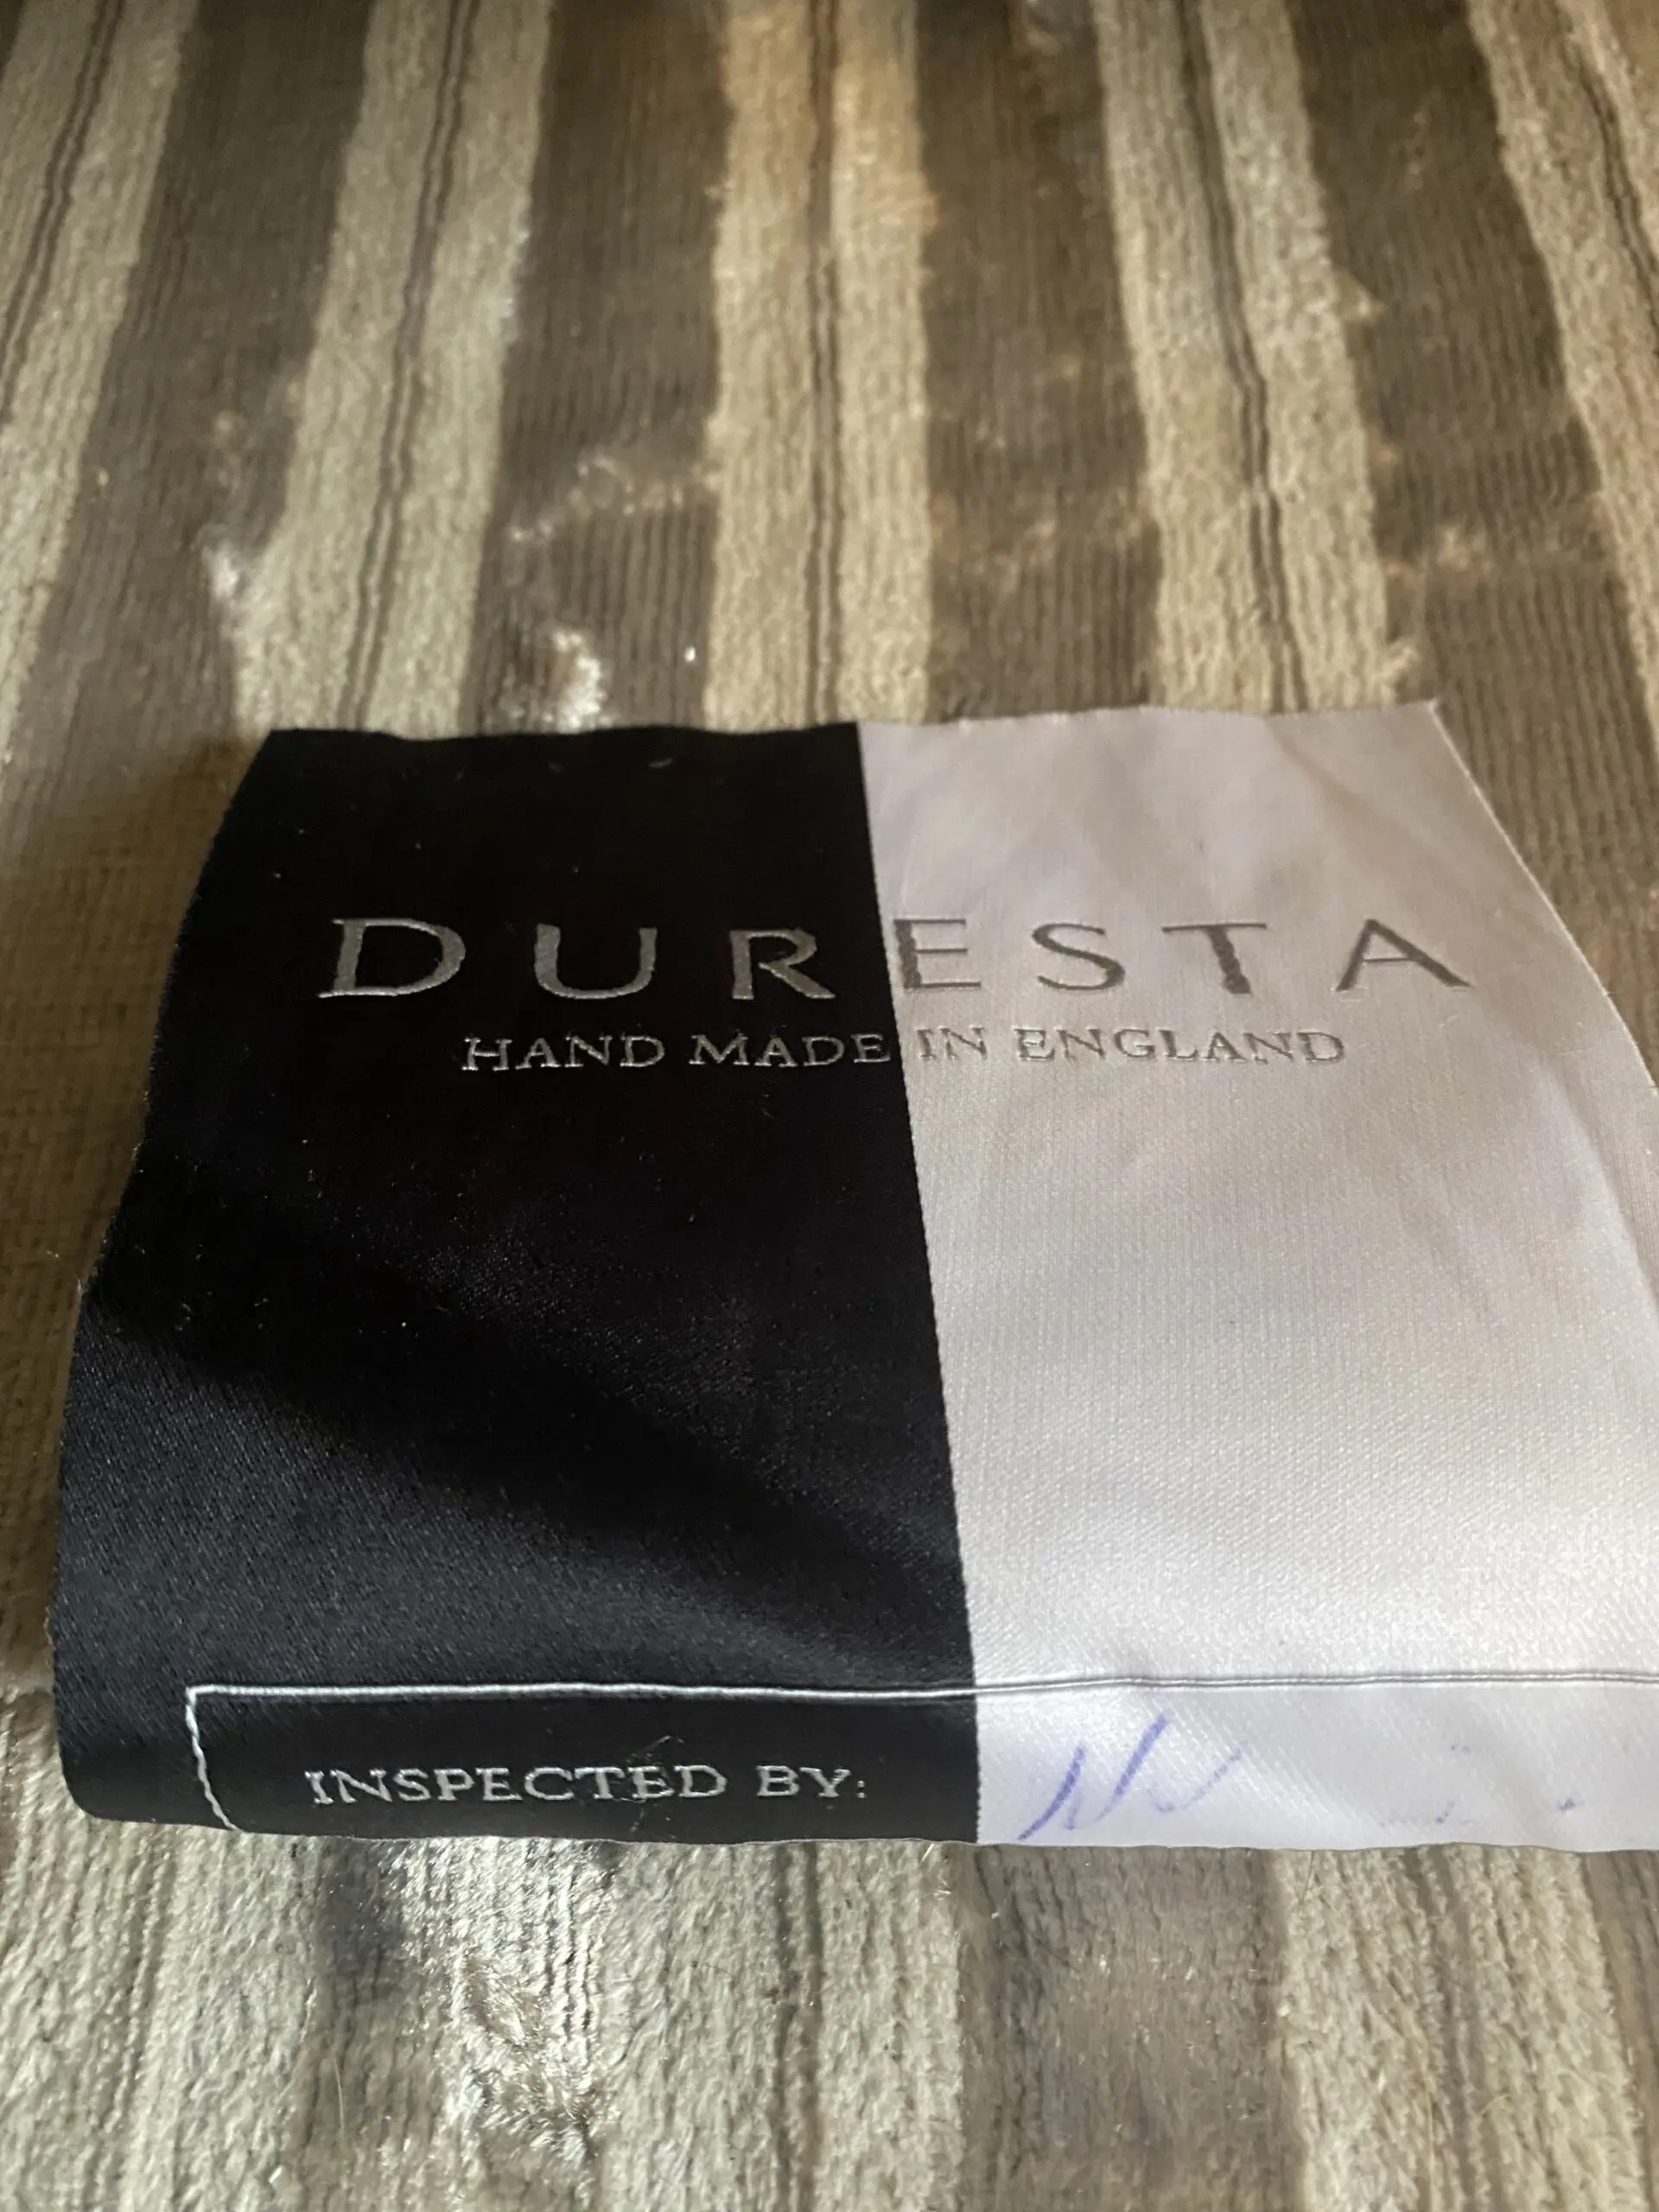 DURESTA
HAND MADE IN ENGLAND
INSPECTED BY: